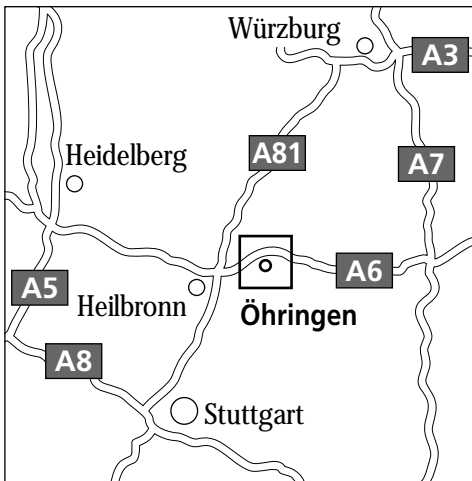 Würzburg
A3
Heidelberg
A81
A7
A5
Heilbronn
A6
Öhringen
A8
Stuttgart